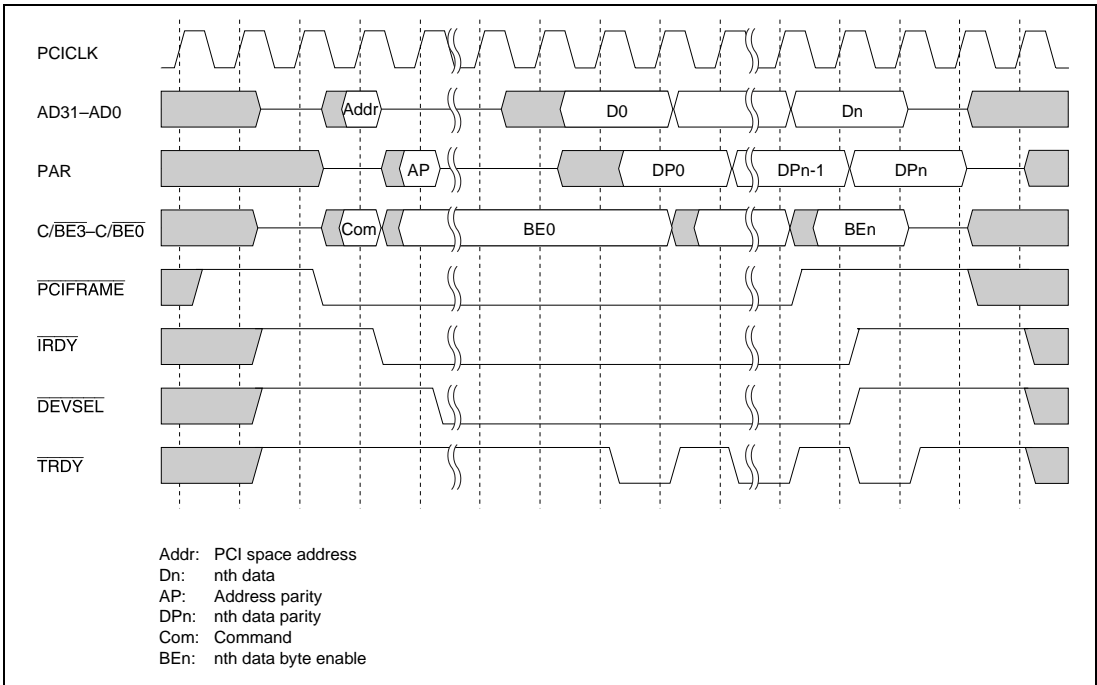 PCICLK
AD31–AD0 Addr D0 Dn
PAR AP DP0 DPn-1 DPn
C/BE3–C/BE0 Com BE0 BEn
PCIFRAME
IRDY
DEVSEL
TRDY
Addr: PCI space address
Dn: nth data
AP: Address parity
DPn: nth data parity
Com: Command
BEn: nth data byte enable